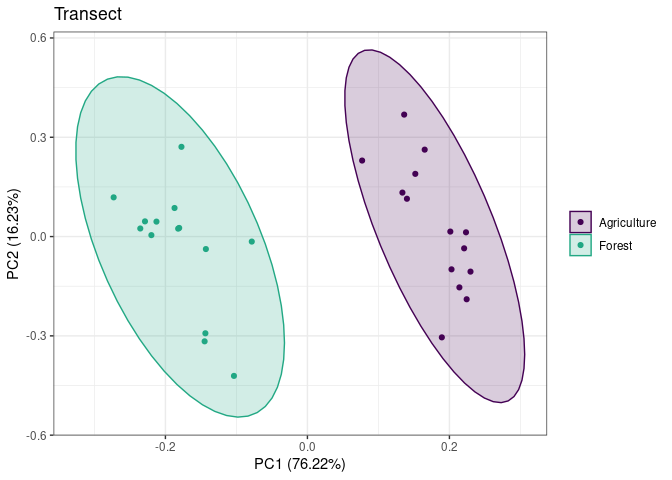 Transect
0.6
0.3
0.0
-0.3
-0.6
PC2 (16.23%)
-0.2
0.0
0.2
PC1 (76.22%)
Agriculture
Forest